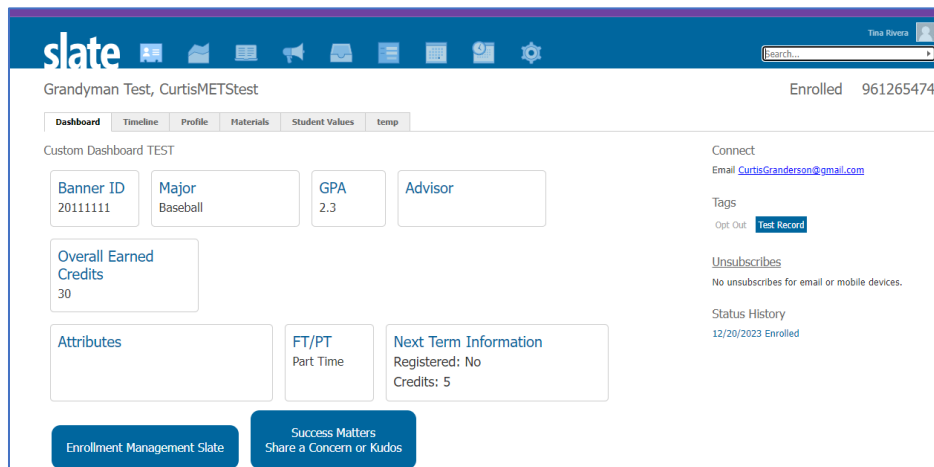 Tina Rivera
slate
Search...
Grandyman Test, CurtisMETStest
Enrolled 961265474
Dashboard Timeline Profile Materials Student Values temp
Custom Dashboard TEST
Banner ID
20111111
Major
Baseball
GPA
2.3
Advisor
Overall Earned
Credits
30
Attributes
FT/PT
Part Time
Next Term Information
Registered: No
Credits: 5
Enrollment Management Slate
Success Matters
Share a Concern or Kudos
Connect
Email CurtisGranderson@gmail.com
Tags
Opt Out Test Record
Unsubscribes
No unsubscribes for email or mobile devices.
Status History
12/20/2023 Enrolled